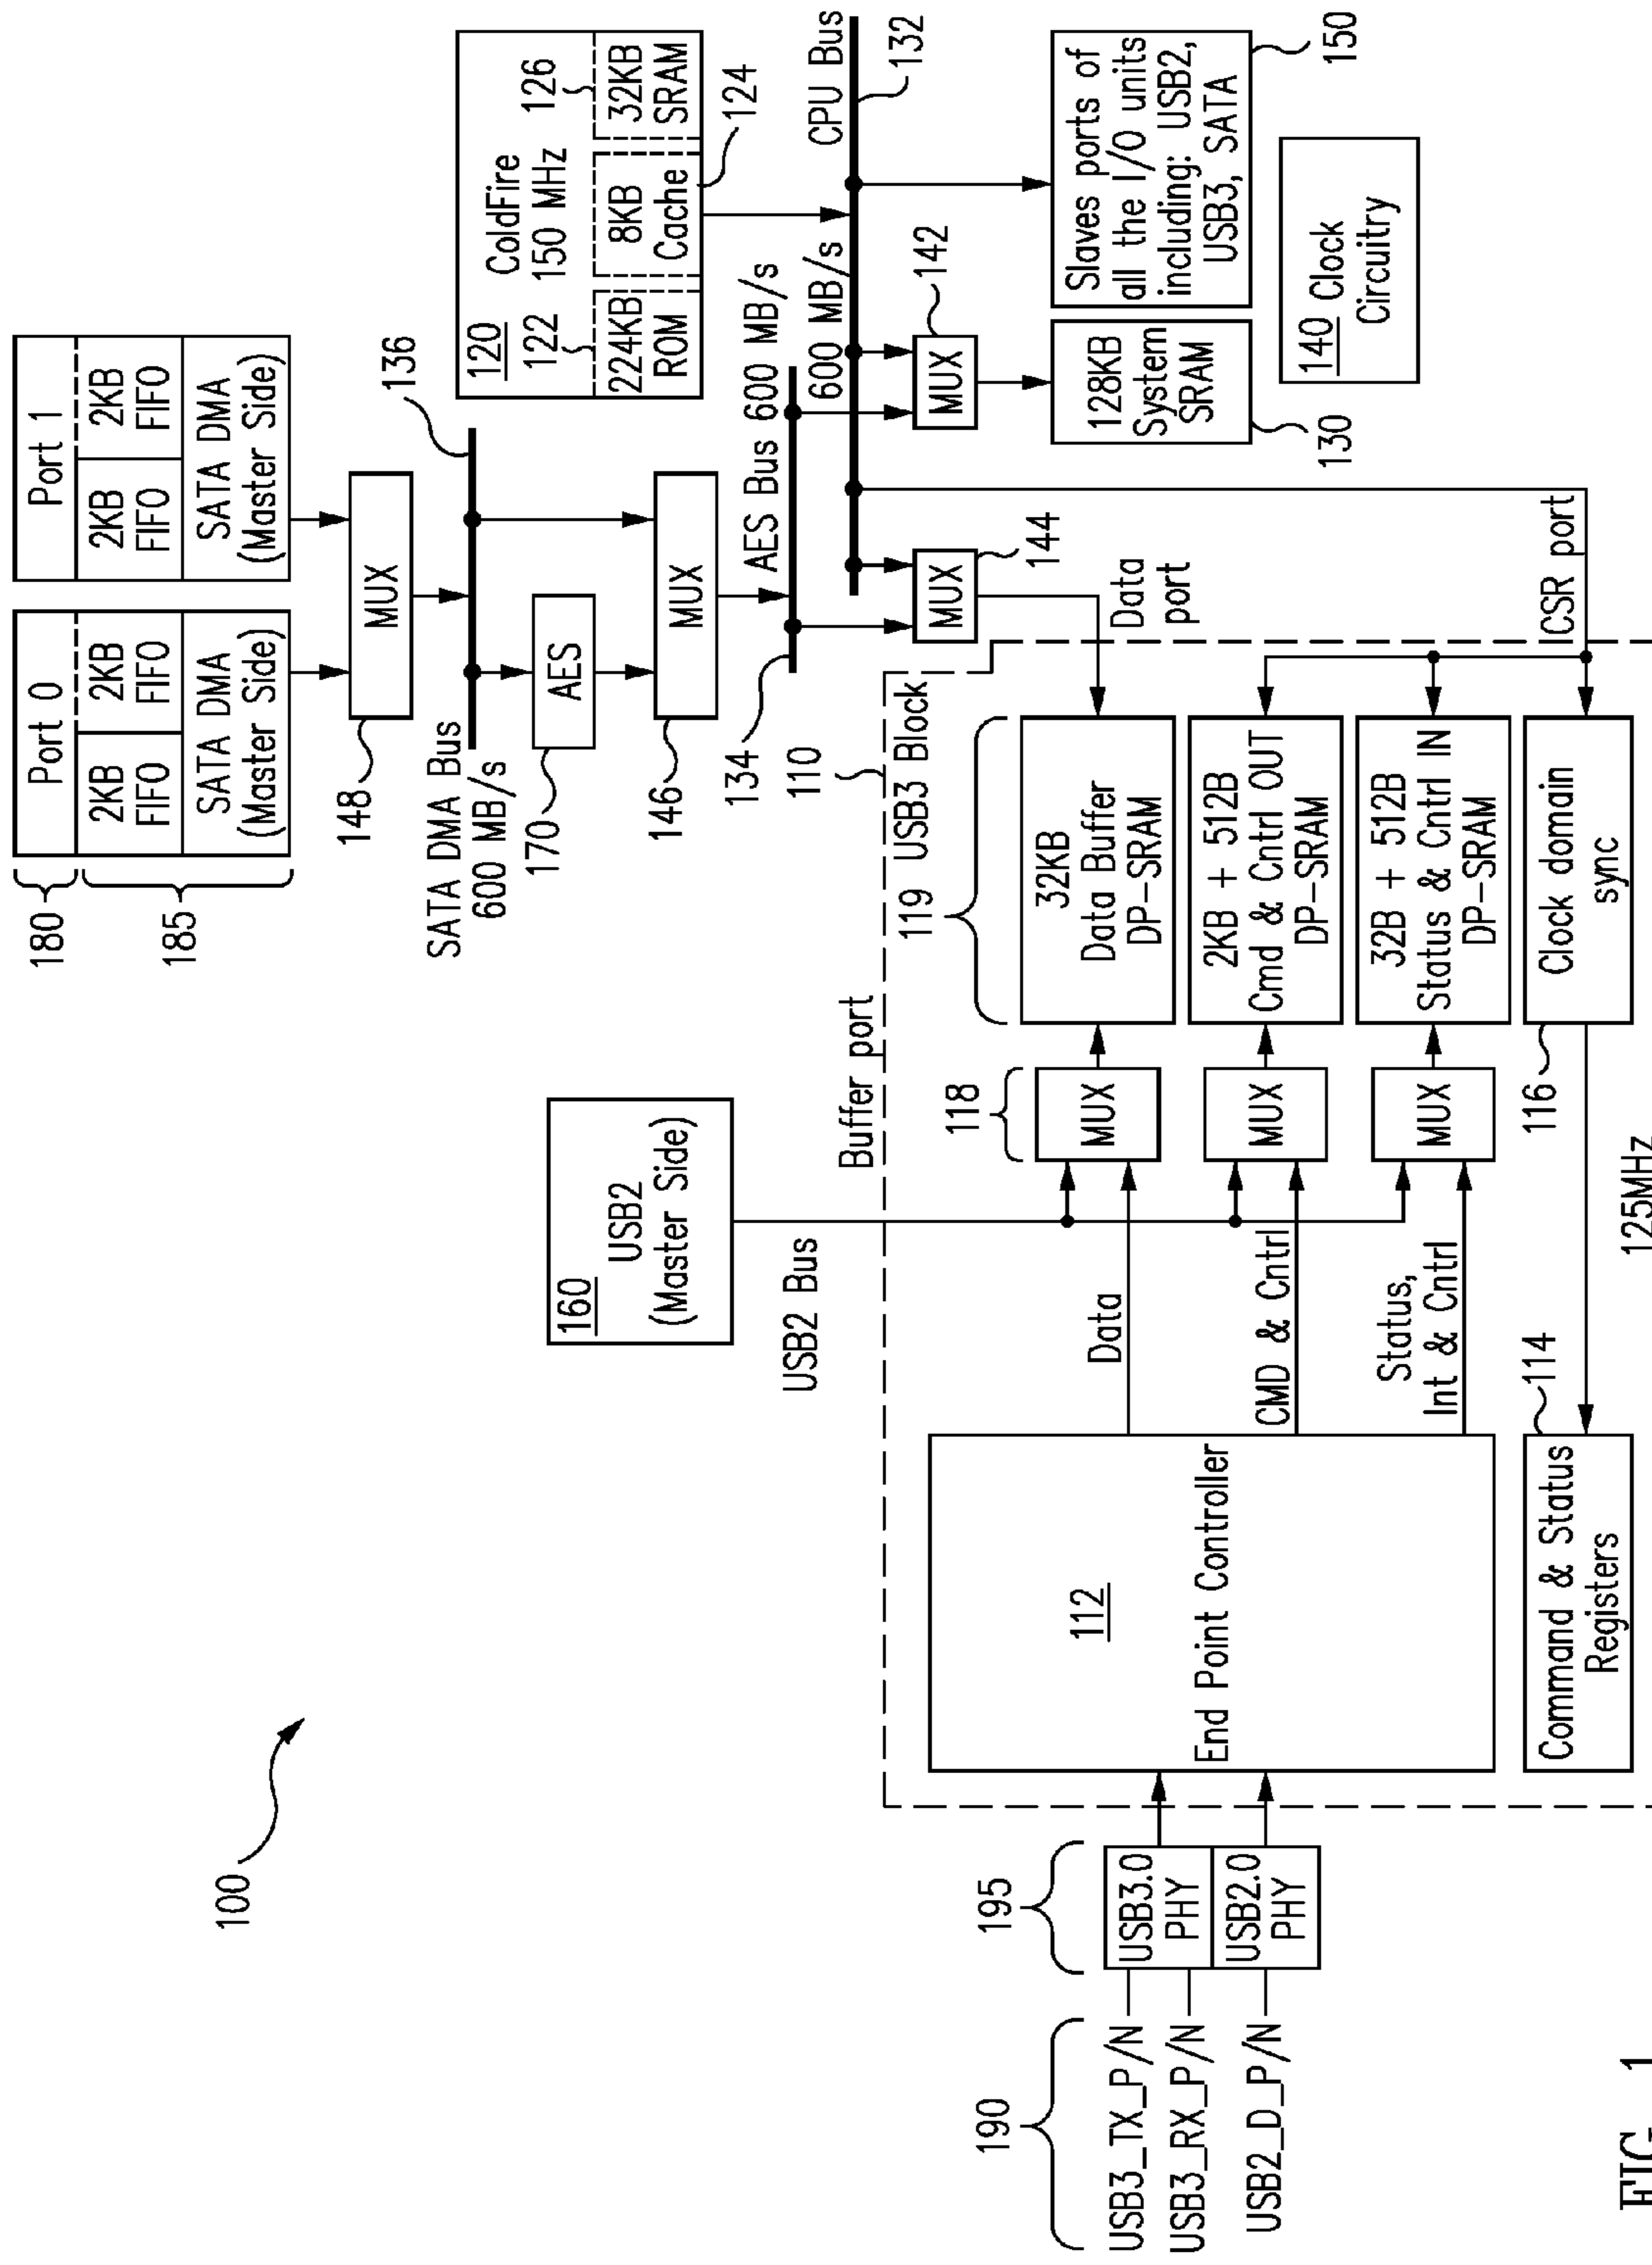 100
180
Port 0
2KB
FIFO
2KB
FIFO
SATA DMA
(Master Side)
185
Port 1
2KB
FIFO
2KB
FIFO
SATA DMA
(Master Side)
148
MUX
136
SATA DMA Bus
600 MB/s
170
AES
146
MUX
120
ColdFire
150 MHz
122
126
224KB
ROM
8KB
Cache
32KB
SRAM
124
134
AES Bus 600 MB/s
600 MB/s
CPU Bus
132
MUX
144
MUX
142
Data
port
128KB
System
SRAM
130
Slaves ports of
all the I/O units
including: USB2,
USB3, SATA
150
140 Clock
Circuitry
CSR port
160
USB2
(Master Side)
USB2 Bus
Buffer port
110
USB3 Block
119
118
MUX
32KB
Data Buffer
DP-SRAM
MUX
2KB + 512B
Cmd & Cntrl OUT
DP-SRAM
MUX
32B + 512B
Status & Cntrl IN
DP-SRAM
116
Clock domain
sync
Data
CMD & Cntrl
Status,
Int & Cntrl
112
End Point Controller
114
Command & Status
Registers
125MHz
195
USB3.0
PHY
USB2.0
PHY
190
USB3_TX_P/N
USB3_RX_P/N
USB2_D_P/N
FIG. 1